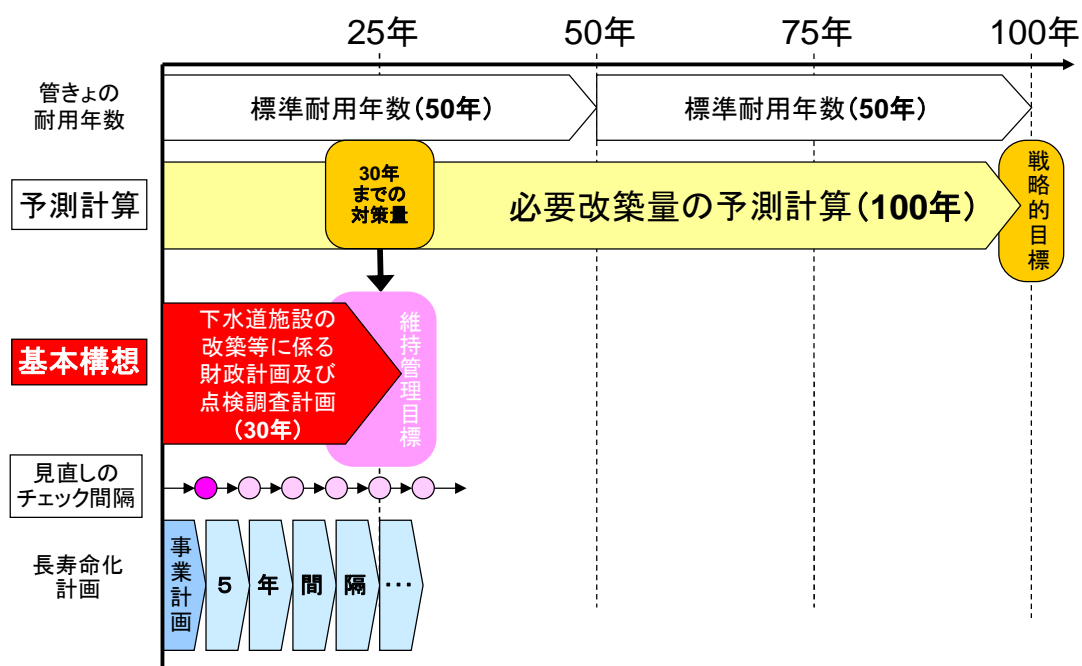 25年
50年
75年
100年
管きょの
耐用年数
標準耐用年数(50年)
標準耐用年数(50年)
予測計算
30年
までの
対策量
必要改築量の予測計算(100年)
戦略的目標
基本構想
下水道施設の
改築等に係る
財政計画及び
点検調査計画
(30年)
維持管理目標
見直しの
チェック間隔
長寿命化
計画
事業計画
5年間隔…